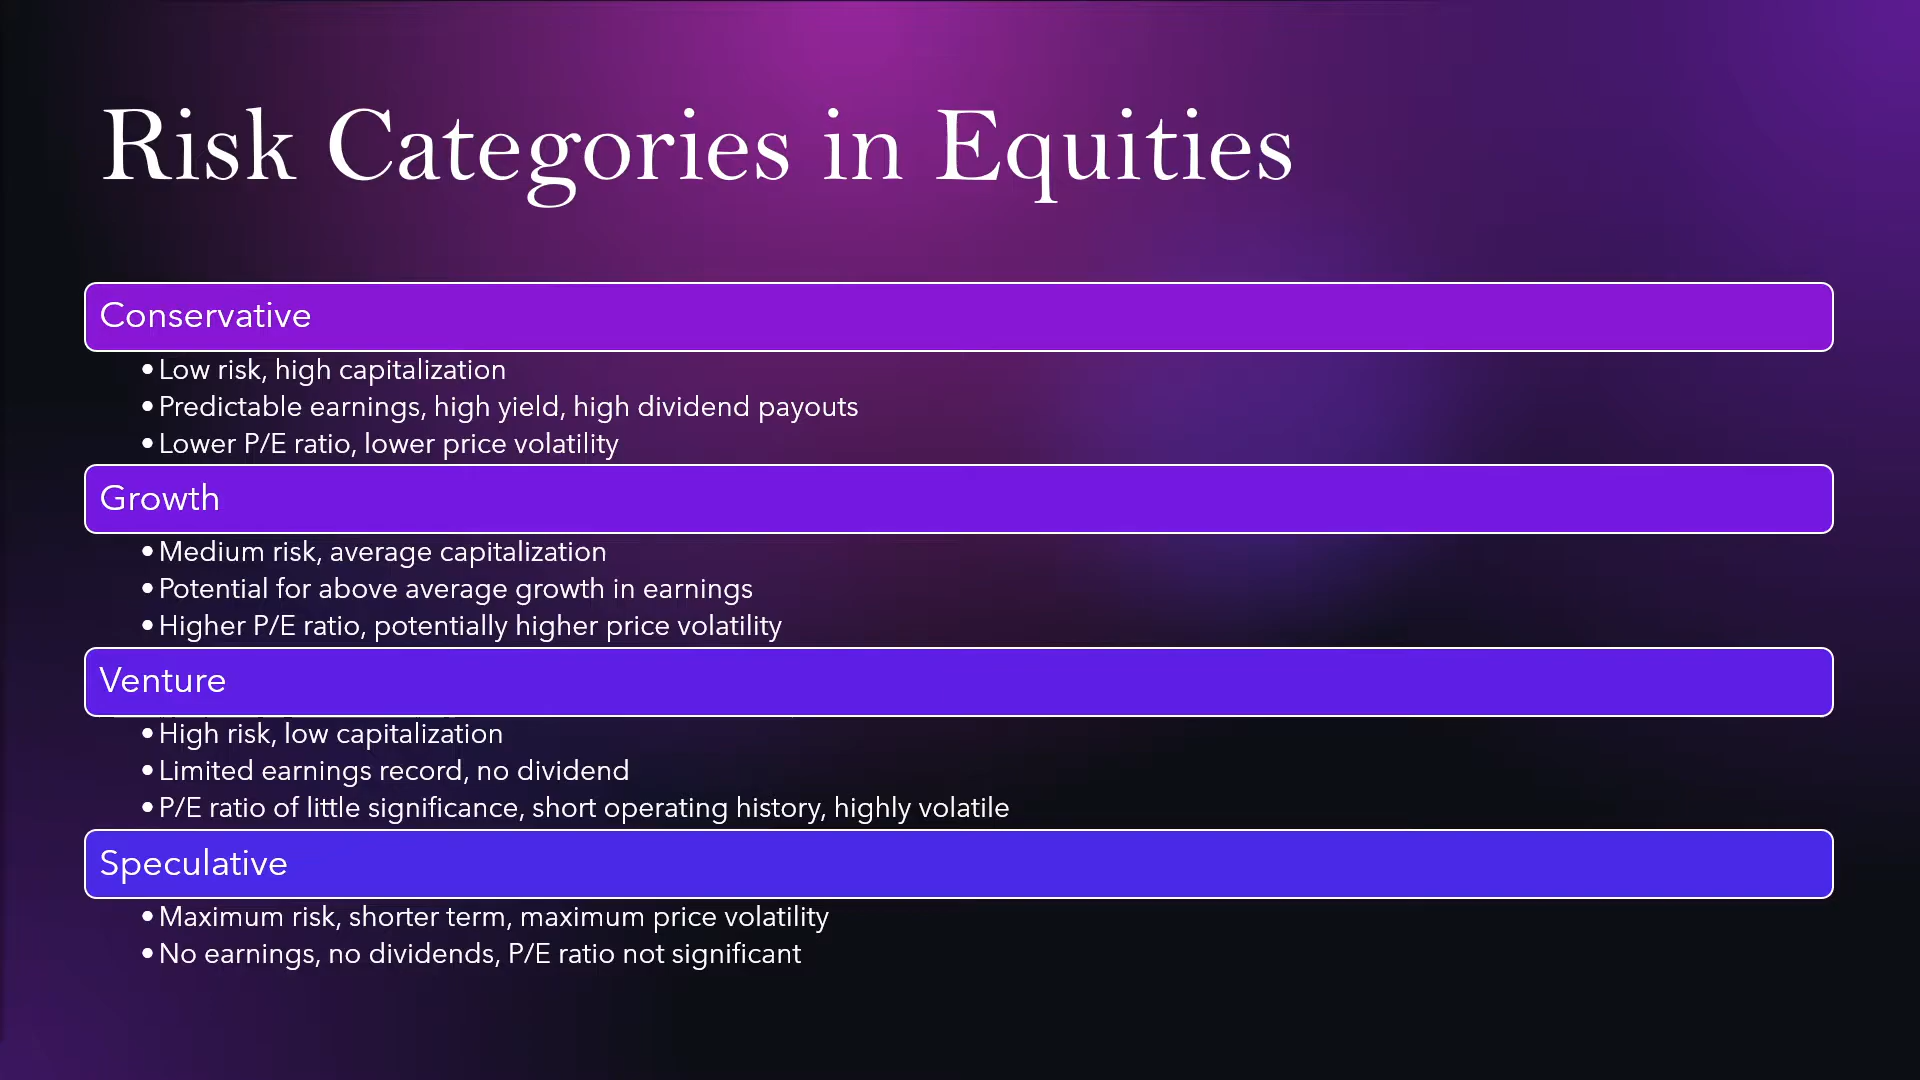 Risk Categories in Equities
Conservative
•Low risk, high capitalization
•Predictable earnings, high yield, high dividend payouts
•Lower P/E ratio, lower price volatility
Growth
•Medium risk, average capitalization
•Potential for above average growth in earnings
•Higher P/E ratio, potentially higher price volatility
Venture
•High risk, low capitalization
•Limited earnings record, no dividend
•P/E ratio of little significance, short operating history, highly volatile
Speculative
•Maximum risk, shorter term, maximum price volatility
•No earnings, no dividends, P/E ratio not significant